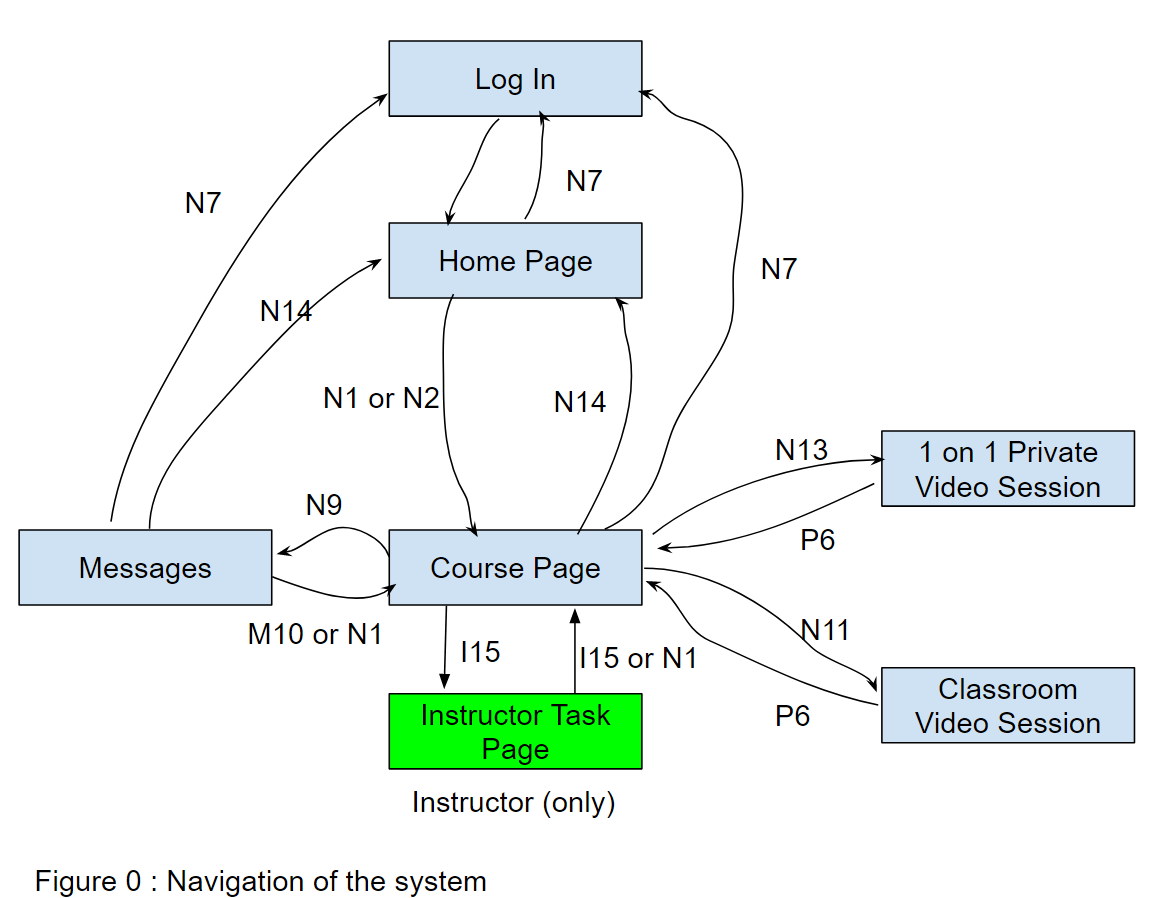 Log In
N7
N7
Home Page
N7
N14
N1 or N2
N14
N13
1 on 1 Private
Video Session
N9
P6
Messages
Course Page
M10 or N1
I15
I15 or N1
N11
Classroom
Video Session
P6
Instructor Task
Page
Instructor (only)
Figure 0 : Navigation of the system